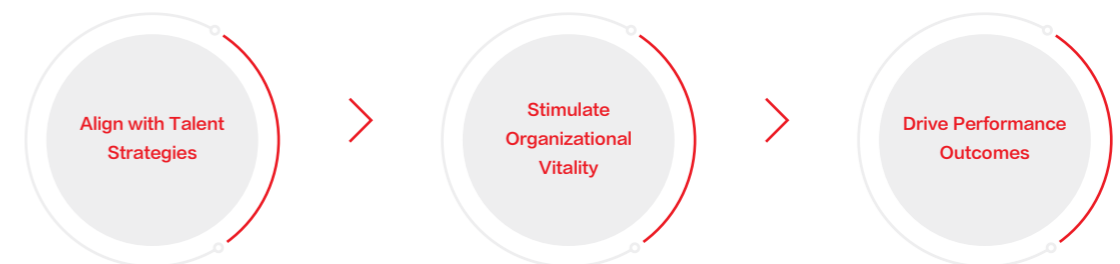 Align with Talent
Strategies
Stimulate
Organizational
Vitality
Drive Performance
Outcomes